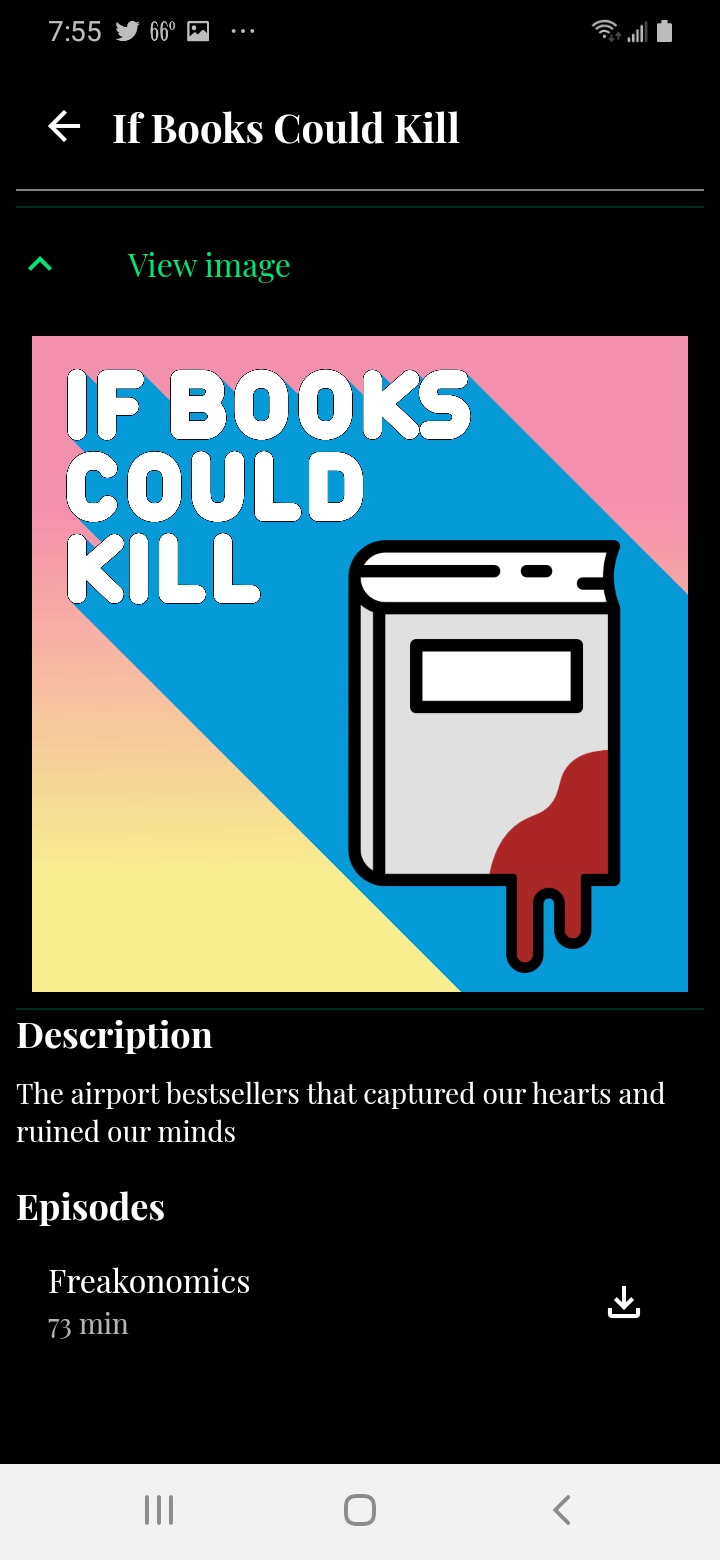 7:55 66°
If Books Could Kill
View image
IF BOOKS
COULD
KILL
Description
The airport bestsellers that captured our hearts and
ruined our minds
Episodes
Freakonomics
73 min